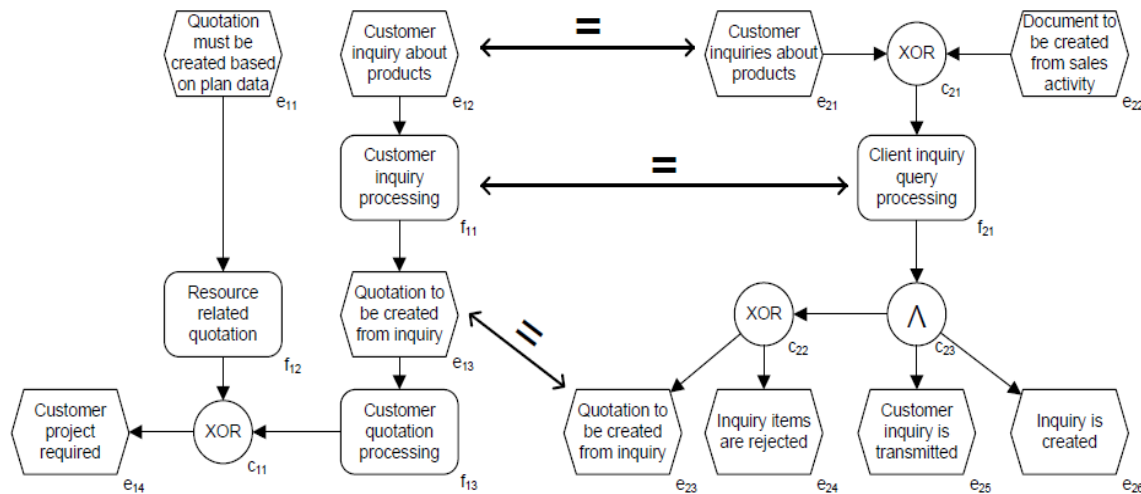 Quotation
must be
created based
on plan data
e11
Customer
inquiry about
products
e12
=
Customer
inquiries about
products
e21
XOR
c21
Document to
be created
from sales
activity
e22
Customer
inquiry
processing
f11
=
Client inquiry
query
processing
f21
Resource
related
quotation
f12
Quotation to
be created
from inquiry
e13
=
XOR
c22
Λ
c23
Customer
project
required
e14
XOR
c11
Customer
quotation
processing
f13
Quotation to
be created
from inquiry
e23
Inquiry items
are rejected
e24
Customer
inquiry is
transmitted
e25
Inquiry is
created
e26